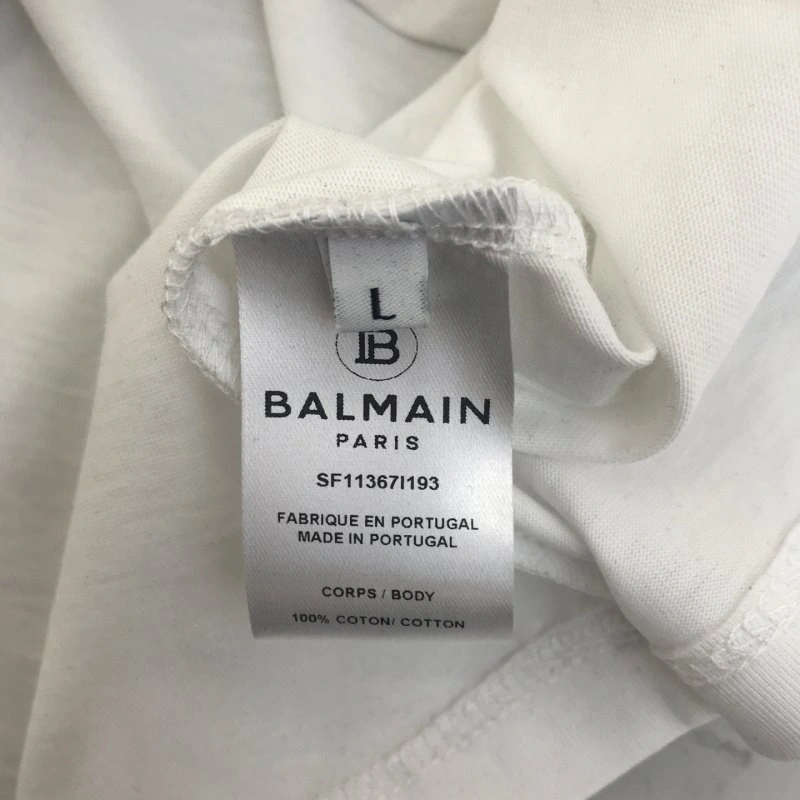 L
B
BALMAIN
PARIS
SF11367I193
FABRIQUE EN PORTUGAL
MADE IN PORTUGAL
CORPS / BODY
100% COTON/ COTTON